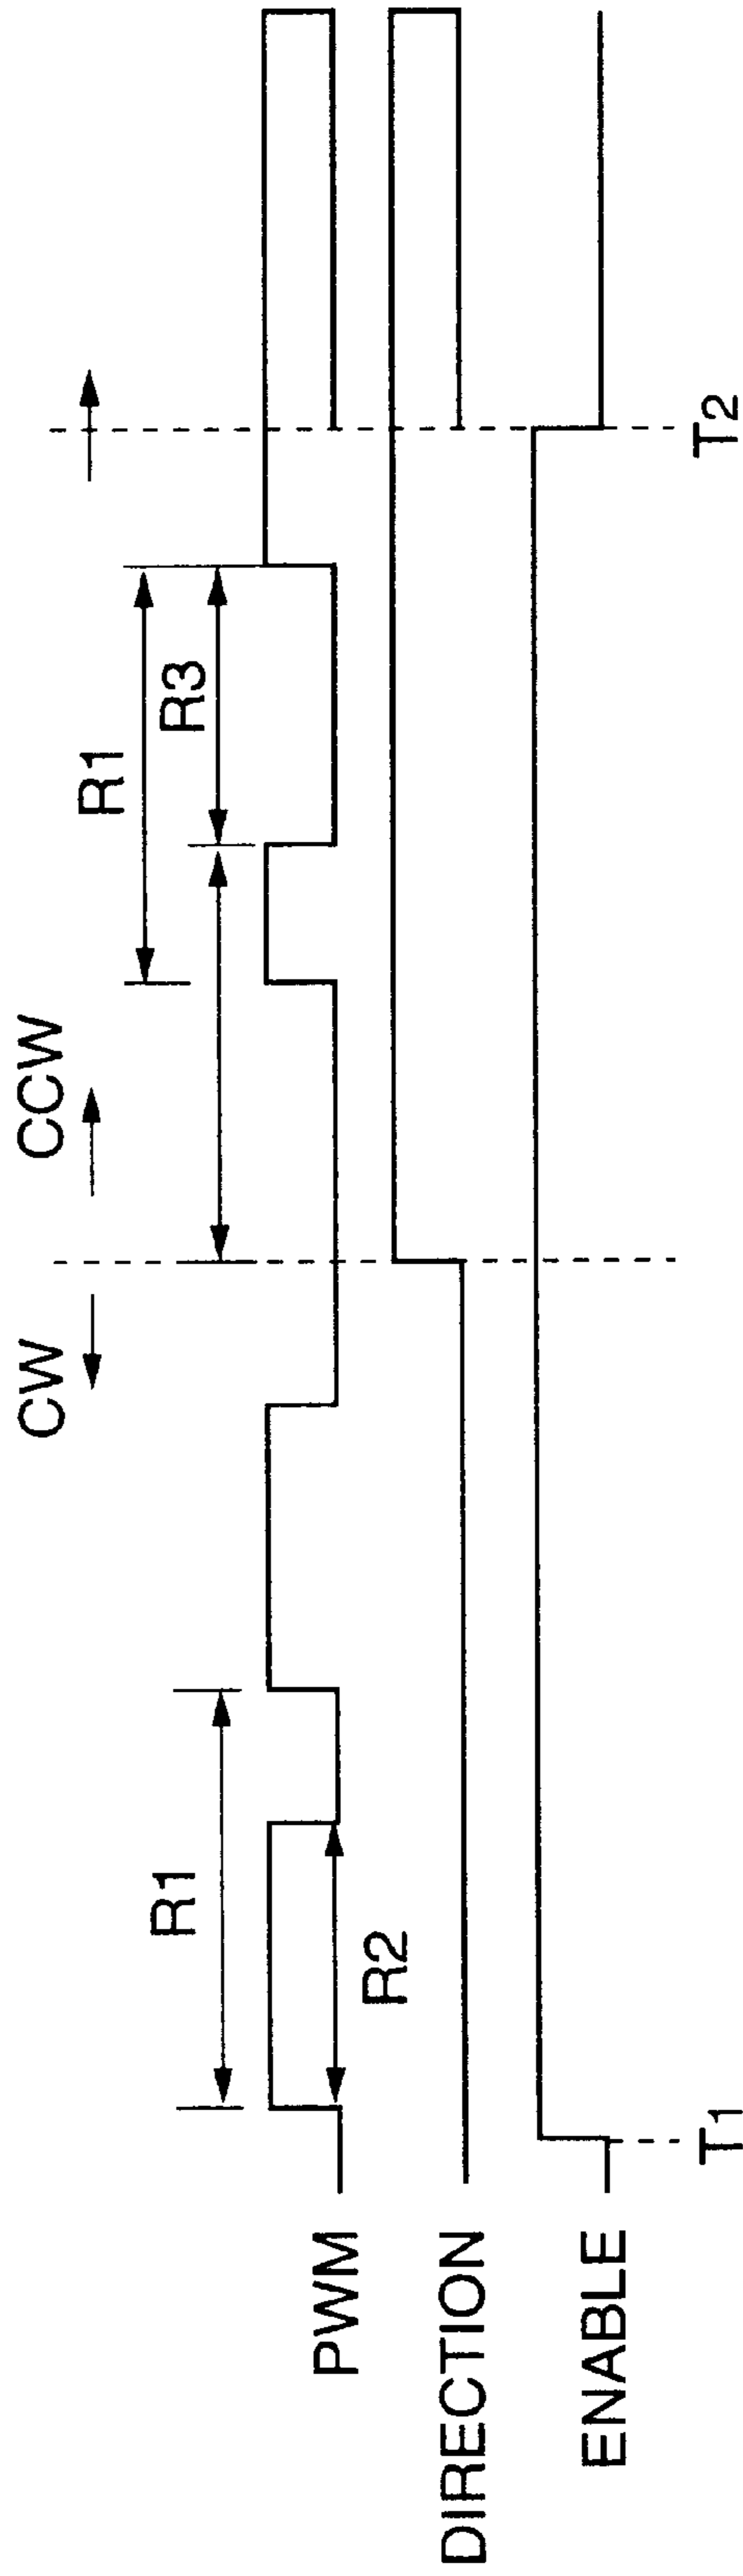 CW
CCW
R1
R1
R3
R2
PWM
DIRECTION
ENABLE
T1
T2